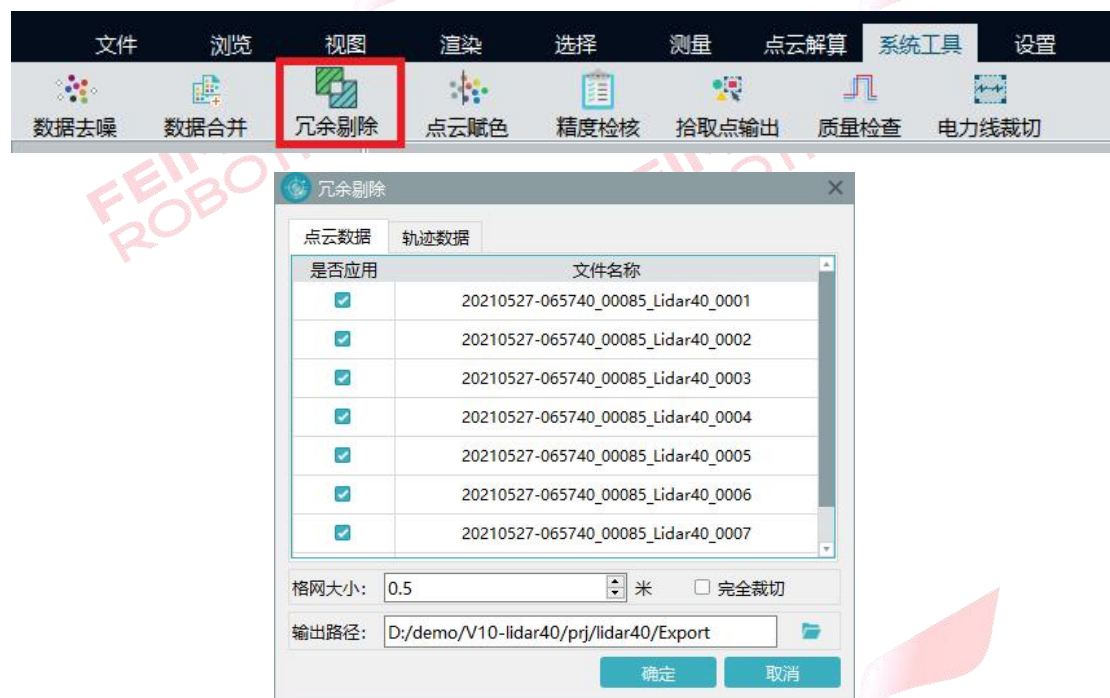 文件 浏览 视图 渲染 选择 测量 点云解算 系统工具 设置
数据去噪 数据合并 冗余剔除 点云赋色 精度检核 拾取点输出 质量检查 电力线裁切
冗余剔除
点云数据 轨迹数据
是否应用 文件名称
20210527-065740_00085_Lidar40_0001
20210527-065740_00085_Lidar40_0002
20210527-065740_00085_Lidar40_0003
20210527-065740_00085_Lidar40_0004
20210527-065740_00085_Lidar40_0005
20210527-065740_00085_Lidar40_0006
20210527-065740_00085_Lidar40_0007
格网大小: 0.5 米 完全裁切
输出路径: D:/demo/V10-lidar40/prj/lidar40/Export
确定 取消